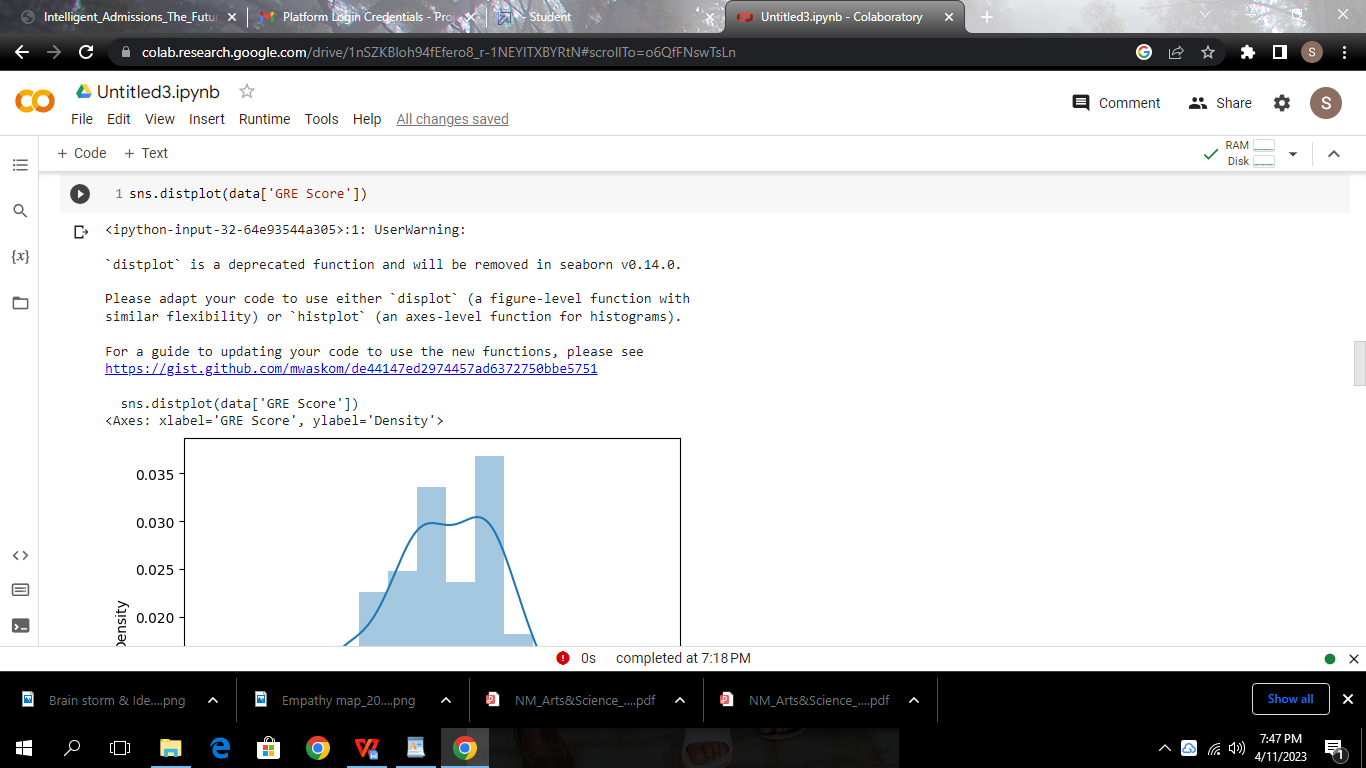 Intelligent_Admissions_The_Futu
Platform Login Credentials - Pro
- Student
Untitled3.ipynb - Colaboratory
colab.research.google.com/drive/1nSZKBloh94fEfero8_r-1NEYlTXBYRtN#scrollTo=o6QfFNswTsLn
S
CO Untitled3.ipynb
File Edit View Insert Runtime Tools Help All changes saved
Comment Share S
+ Code + Text
RAM
Disk
1 sns.distplot(data['GRE Score'])
<ipython-input-32-64e93544a305>:1: UserWarning:
`distplot` is a deprecated function and will be removed in seaborn v0.14.0.
Please adapt your code to use either `displot` (a figure-level function with
similar flexibility) or `histplot` (an axes-level function for histograms).
For a guide to updating your code to use the new functions, please see
https://gist.github.com/mwaskom/de44147ed2974457ad6372750bbe5751
sns.distplot(data['GRE Score'])
<Axes: xlabel='GRE Score', ylabel='Density'>
0.035
0.030
0.025
0.020
Density
{x}
0s completed at 7:18 PM
Brain storm & Ide....png
Empathy map_20....png
NM_Arts&Science_....pdf
NM_Arts&Science_....pdf
Show all
7:47 PM
4/11/2023
1